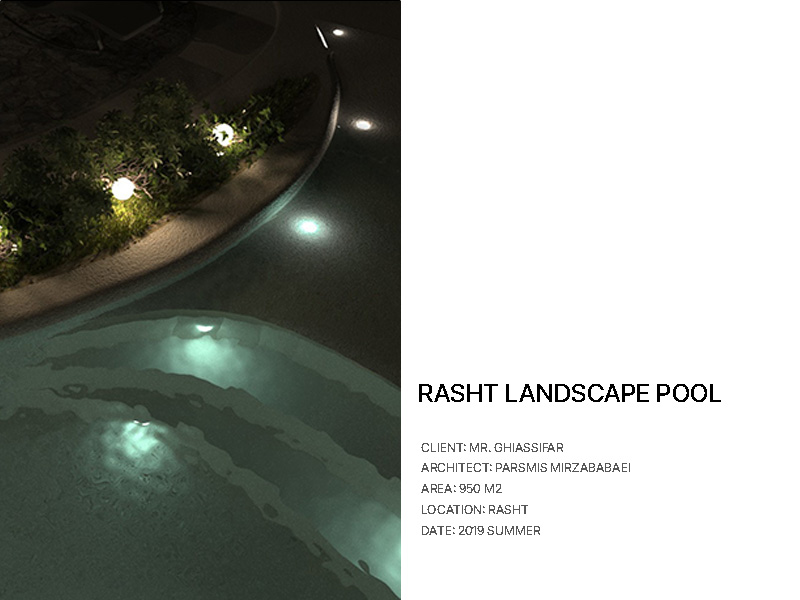 RASHT LANDSCAPE POOL
CLIENT: MR. GHIASSIFAR
ARCHITECT: PARSMIS MIRZABABAEI
AREA: 950 M2
LOCATION: RASHT
DATE: 2019 SUMMER